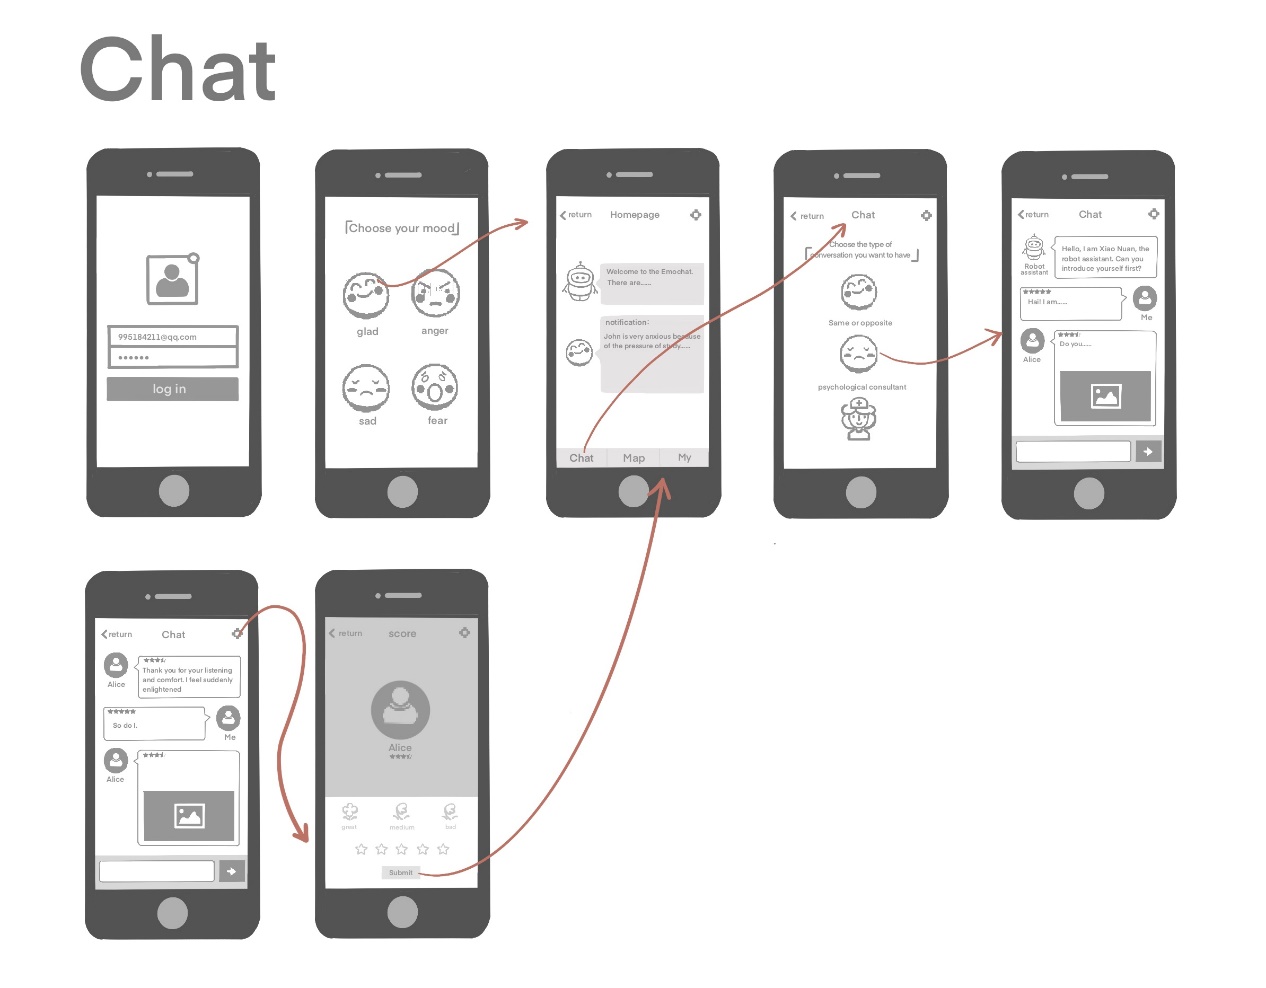 Chat
995184211@qq.com
log in
Choose your mood
glad
anger
sad
fear
return
Homepage
Welcome to the Emochat.
There are......
notification:
John is very anxious because
of the pressure of study......
Chat
Map
My
return
Chat
Choose the type of
conversation you want to have
Same or opposite
psychological consultant
return
Chat
Robot
assistant
Hello, I am Xiao Nuan, the
robot assistant. Can you
introduce yourself first?
Hail I am......
Me
Alice
Do you......
return
Chat
Alice
Thank you for your listening
and comfort. I feel suddenly
enlightened
So do I.
Me
Alice
return
score
Alice
great
medium
bad
Submit